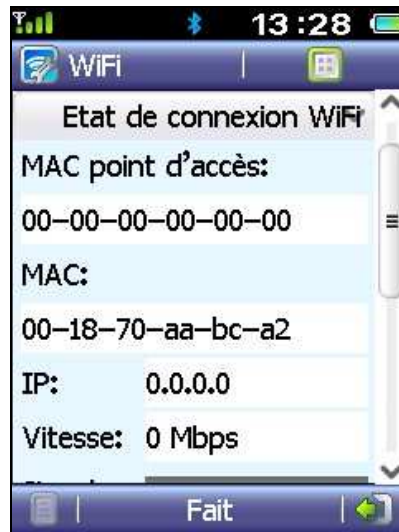 13:28
WiFi
Etat de connexion WiFi
MAC point d'accès:
00-00-00-00-00-00
MAC:
00-18-70-aa-bc-a2
IP: 0.0.0.0
Vitesse: 0 Mbps
Fait